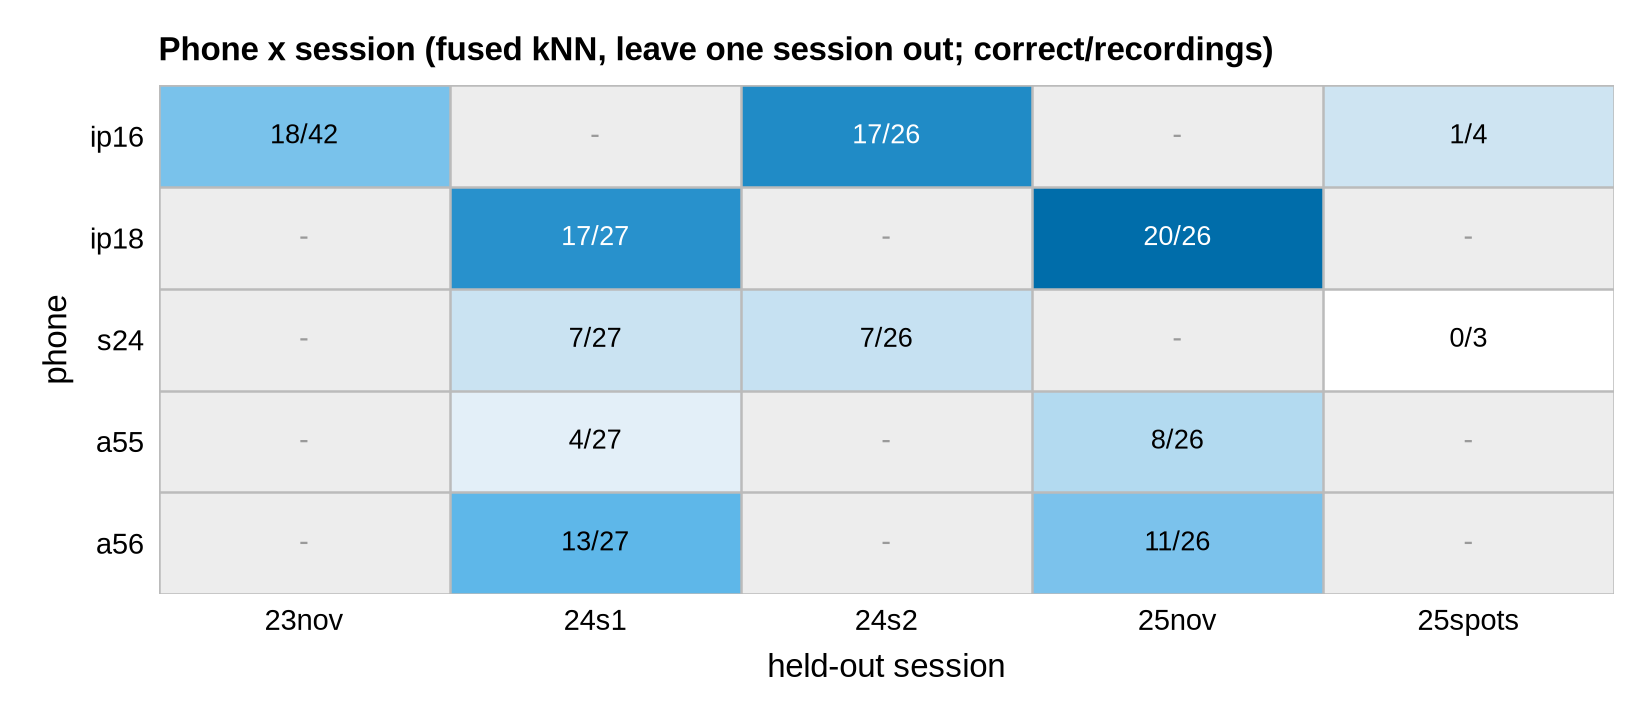 Phone x session (fused kNN, leave one session out; correct/recordings)
ip16 18/42 - 17/26 - 1/4
ip18 - 17/27 - 20/26 -
s24 - 7/27 7/26 - 0/3
a55 - 4/27 - 8/26 -
a56 - 13/27 - 11/26 -
phone
23nov 24s1 24s2 25nov 25spots
held-out session